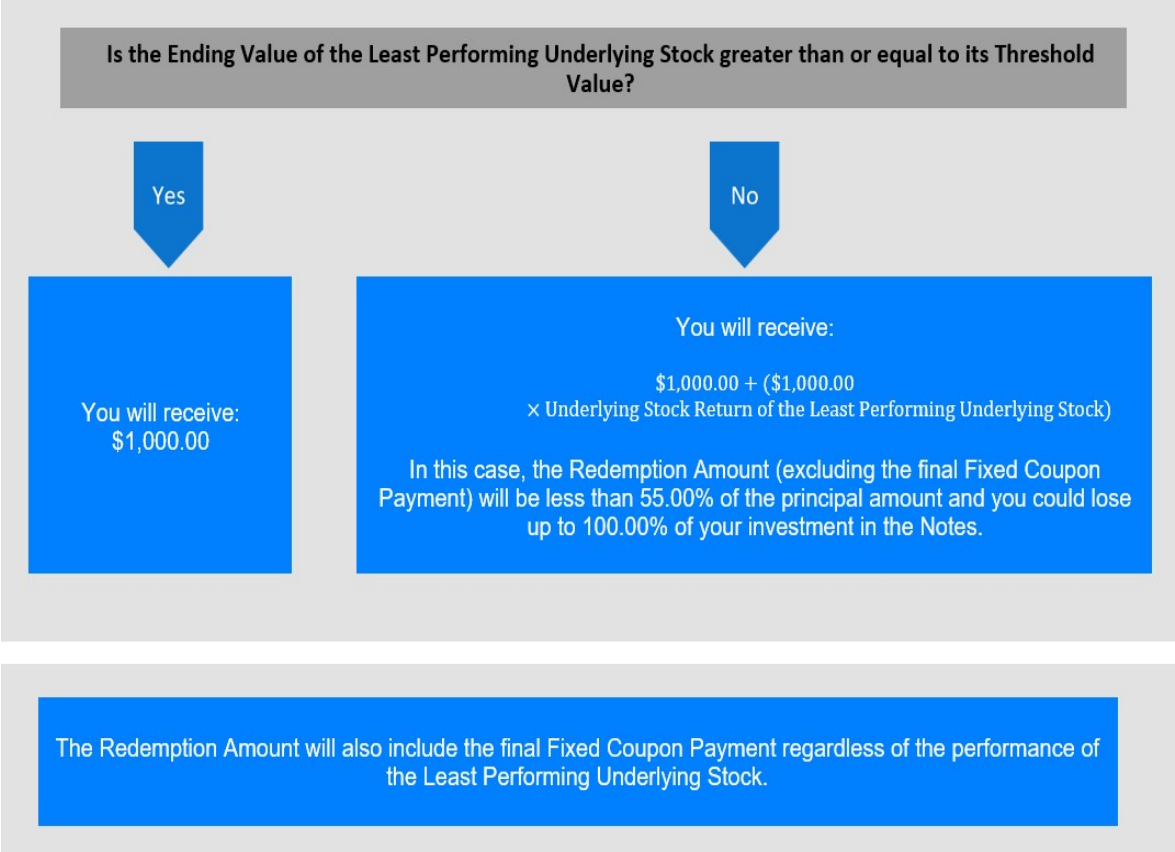 Is the Ending Value of the Least Performing Underlying Stock greater than or equal to its Threshold
Value?
Yes
No
You will receive:
$1,000.00
You will receive:
$1,000.00 + ($1,000.00
× Underlying Stock Return of the Least Performing Underlying Stock)
In this case, the Redemption Amount (excluding the final Fixed Coupon
Payment) will be less than 55.00% of the principal amount and you could lose
up to 100.00% of your investment in the Notes.
The Redemption Amount will also include the final Fixed Coupon Payment regardless of the performance of
the Least Performing Underlying Stock.